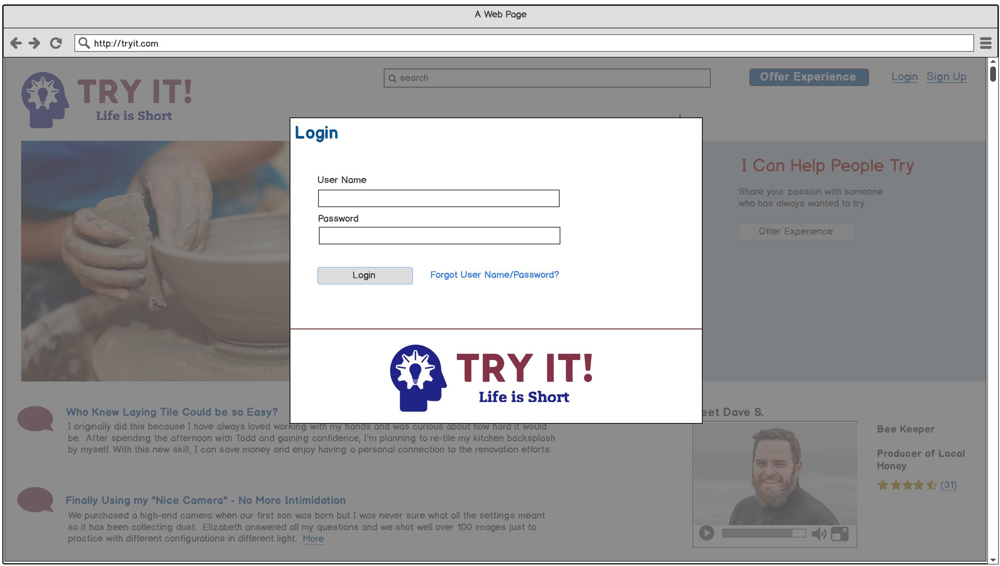 A Web Page
http://tryit.com
search
Offer Experience
Login Sign Up
TRY IT!
Life is Short
Login
User Name
Password
Login
Forgot User Name/Password?
I Can Help People Try
Share your passion with someone
who has always wanted to try
Offer Experience
TRY IT!
Life is Short
Who Knew Laying Tile Could be so Easy?
I originally did this because I have always loved working with my hands and was curious about how hard it would
be. After spending the afternoon with Todd and gaining confidence, I'm planning to re-tile my kitchen backsplash
by myself. With this new skill, I can save money and enjoy having a personal connection to the renovation efforts.
Finally Using my "Nice Camera" - No More Intimidation
We purchased a high-end camera when our first son was born but I was never sure what all the settings meant
so it has been collecting dust. Elizabeth answered all my questions and we shot well over 100 images just to
practice with different configurations in different light. More
eet Dave S.
Bee Keeper
Producer of Local
Honey
(31)